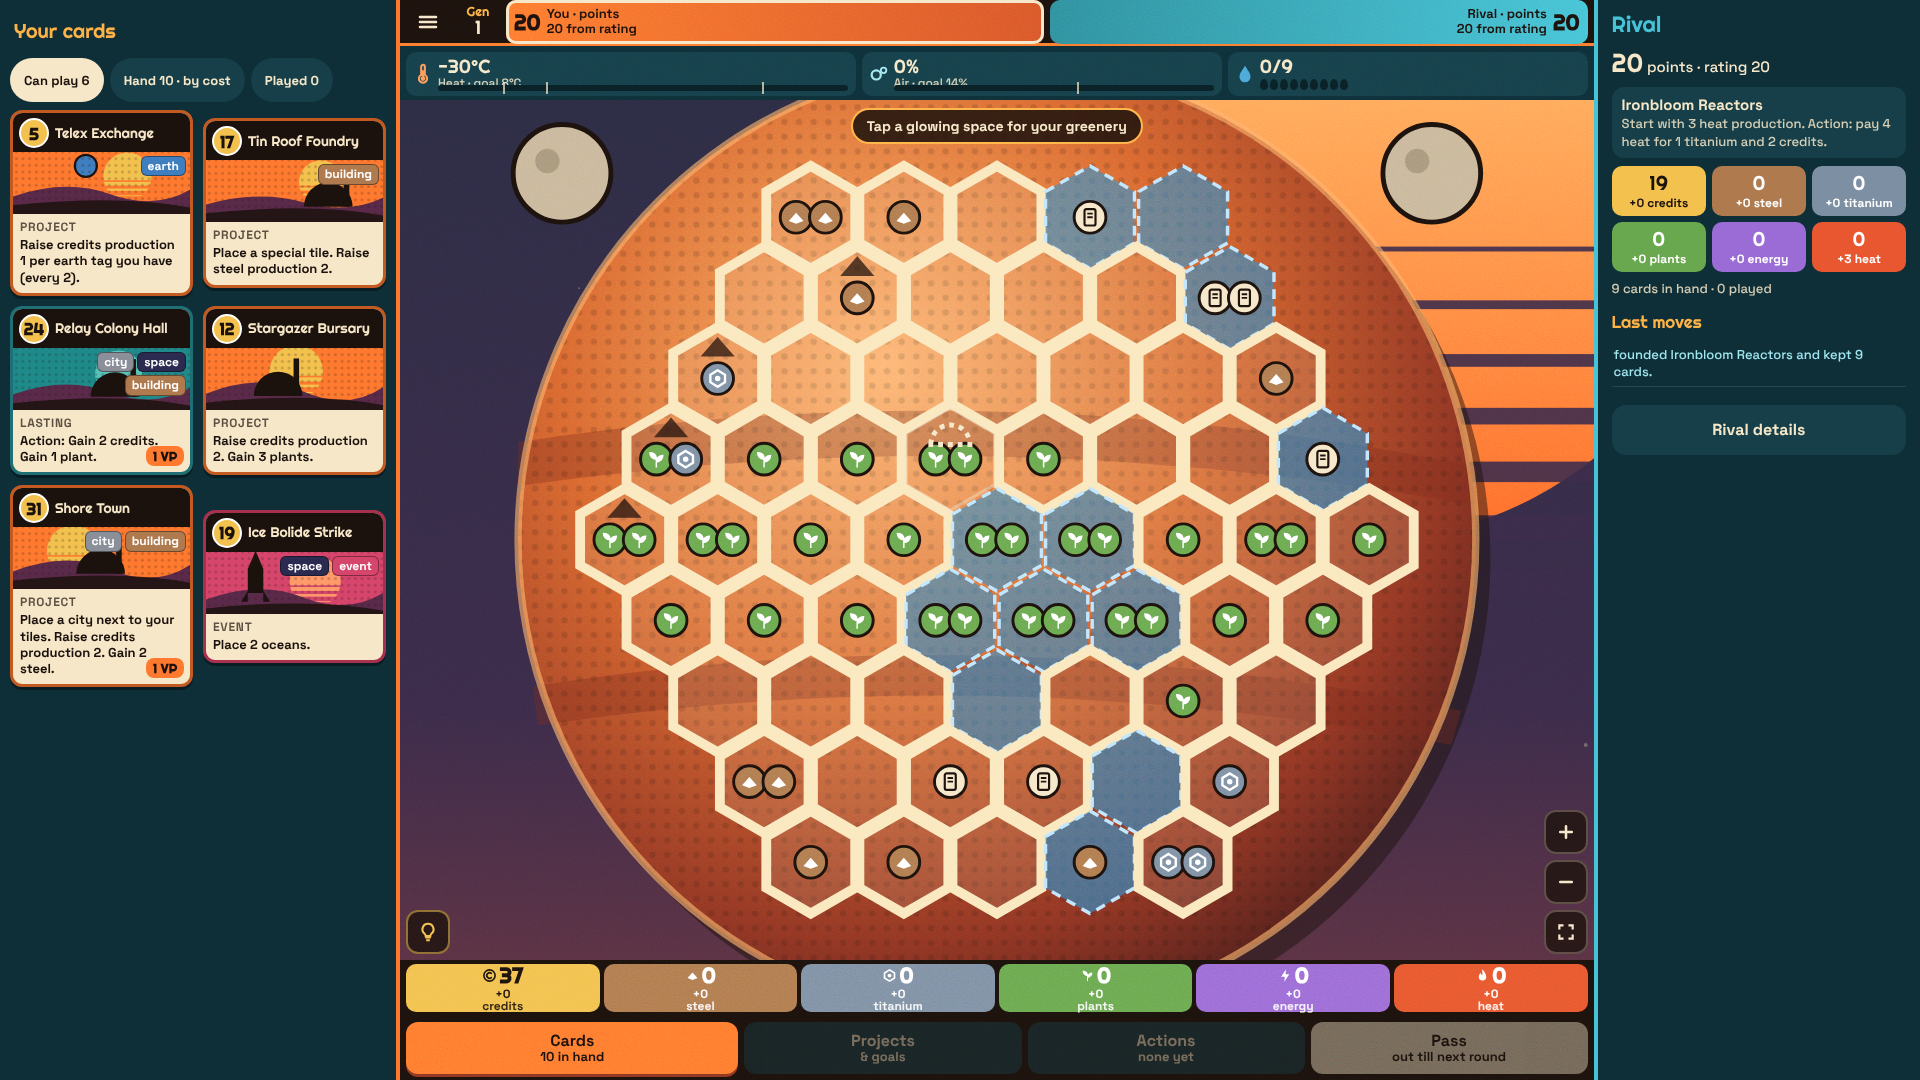 Your cards
Can play 6
Hand 10 · by cost
Played 0
5 Telex Exchange
earth
PROJECT
Raise credits production
1 per earth tag you have
(every 2).
17 Tin Roof Foundry
building
PROJECT
Place a special tile. Raise
steel production 2.
24 Relay Colony Hall
city space
building
LASTING
Action: Gain 2 credits.
Gain 1 plant.
1 VP
12 Stargazer Bursary
PROJECT
Raise credits production
2. Gain 3 plants.
31 Shore Town
city building
PROJECT
Place a city next to your
tiles. Raise credits
production 2. Gain 2
steel.
1 VP
19 Ice Bolide Strike
space event
EVENT
Place 2 oceans.
Gen
1
20 You · points
20 from rating
Rival · points
20 from rating
20
-30°C
Heat · goal 8°C
0%
Air · goal 14%
0/9
Tap a glowing space for your greenery
37
+0
credits
0
+0
steel
0
+0
titanium
0
+0
plants
0
+0
energy
0
+0
heat
Cards
10 in hand
Projects
& goals
Actions
none yet
Pass
out till next round
Rival
20 points · rating 20
Ironbloom Reactors
Start with 3 heat production. Action: pay 4
heat for 1 titanium and 2 credits.
19
+0 credits
0
+0 steel
0
+0 titanium
0
+0 plants
0
+0 energy
0
+3 heat
9 cards in hand · 0 played
Last moves
founded Ironbloom Reactors and kept 9
cards.
Rival details